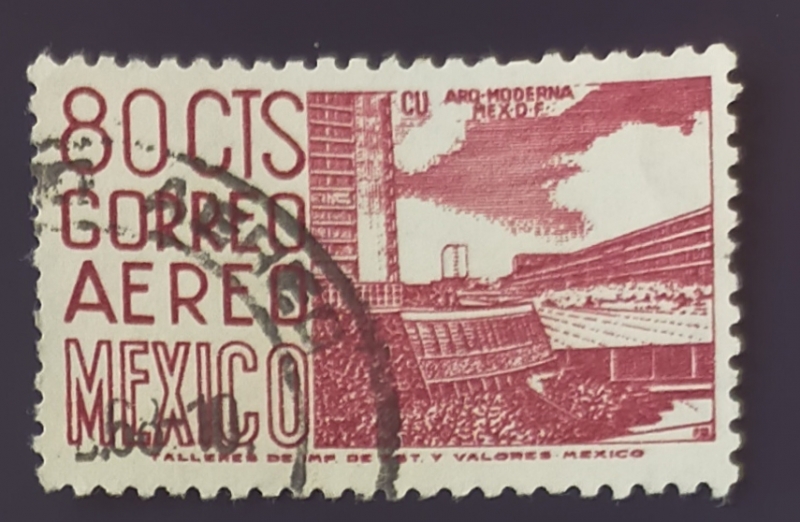 80 CTS
CORREO
AEREO
MEXICO
CU ARQ-MODERNA
MEX-D-F-
TALLERES DE IMP. DE EST. Y VALORES-MEXICO